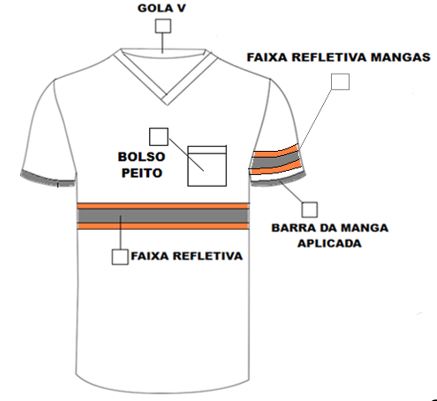 GOLA V
FAIXA REFLETIVA MANGAS
BOLSO
PEITO
BARRA DA MANGA
APLICADA
FAIXA REFLETIVA